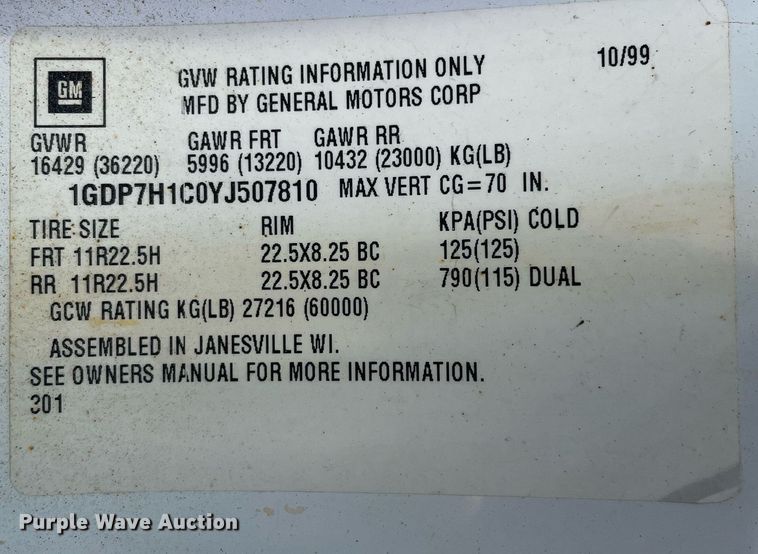 GM
GVW RATING INFORMATION ONLY 10/99
MFD BY GENERAL MOTORS CORP
GVWR GAWR FRT GAWR RR
16429 (36220) 5996 (13220) 10432 (23000) KG(LB)
1GDP7H1C0YJ507810 MAX VERT CG=70 IN.
TIRE SIZE RIM KPA(PSI) COLD
FRT 11R22.5H 22.5X8.25 BC 125(125)
RR 11R22.5H 22.5X8.25 BC 790(115) DUAL
GCW RATING KG(LB) 27216 (60000)
ASSEMBLED IN JANESVILLE WI.
SEE OWNERS MANUAL FOR MORE INFORMATION.
301
Purple Wave Auction